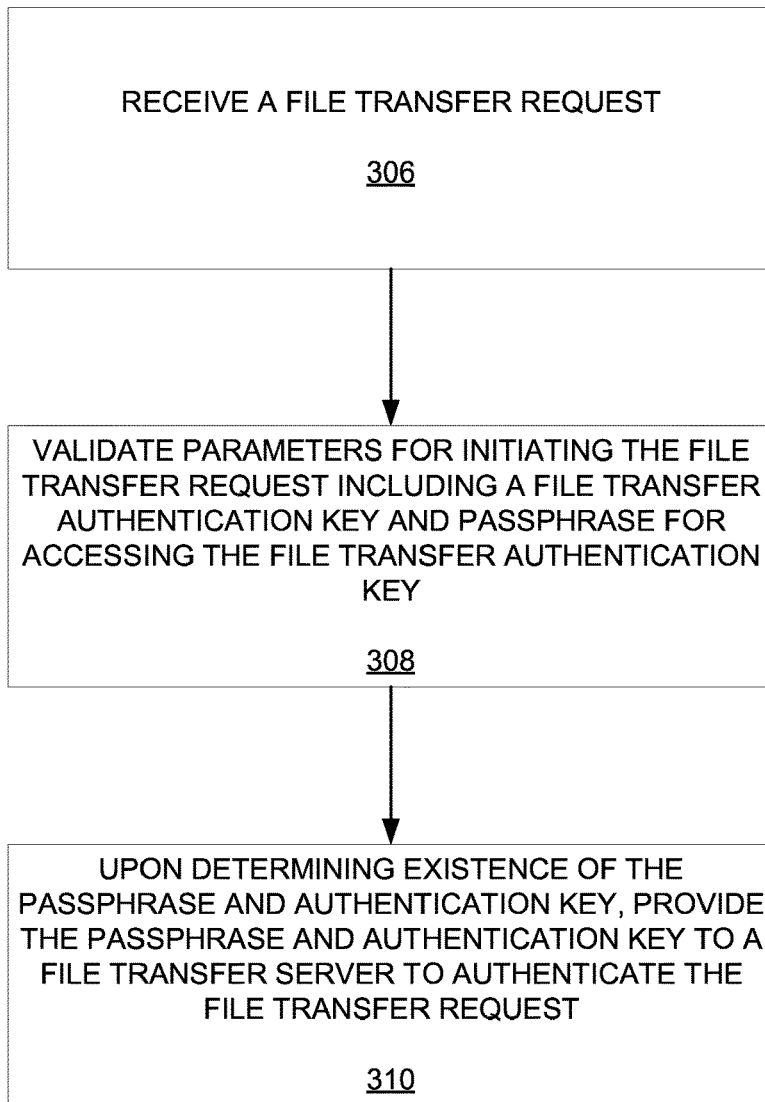 RECEIVE A FILE TRANSFER REQUEST
306
VALIDATE PARAMETERS FOR INITIATING THE FILE
TRANSFER REQUEST INCLUDING A FILE TRANSFER
AUTHENTICATION KEY AND PASSPHRASE FOR
ACCESSING THE FILE TRANSFER AUTHENTICATION
KEY
308
UPON DETERMINING EXISTENCE OF THE
PASSPHRASE AND AUTHENTICATION KEY, PROVIDE
THE PASSPHRASE AND AUTHENTICATION KEY TO A
FILE TRANSFER SERVER TO AUTHENTICATE THE
FILE TRANSFER REQUEST
310